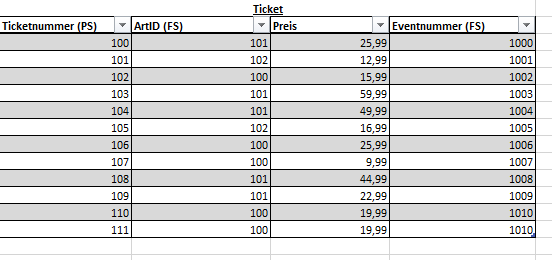 Ticket
Ticketnummer (PS) ArtID (FS) Preis Eventnummer (FS)
100 101 25,99 1000
101 102 12,99 1001
102 100 15,99 1002
103 101 59,99 1003
104 101 49,99 1004
105 102 16,99 1005
106 100 25,99 1006
107 100 9,99 1007
108 101 44,99 1008
109 101 22,99 1009
110 100 19,99 1010
111 100 19,99 1010